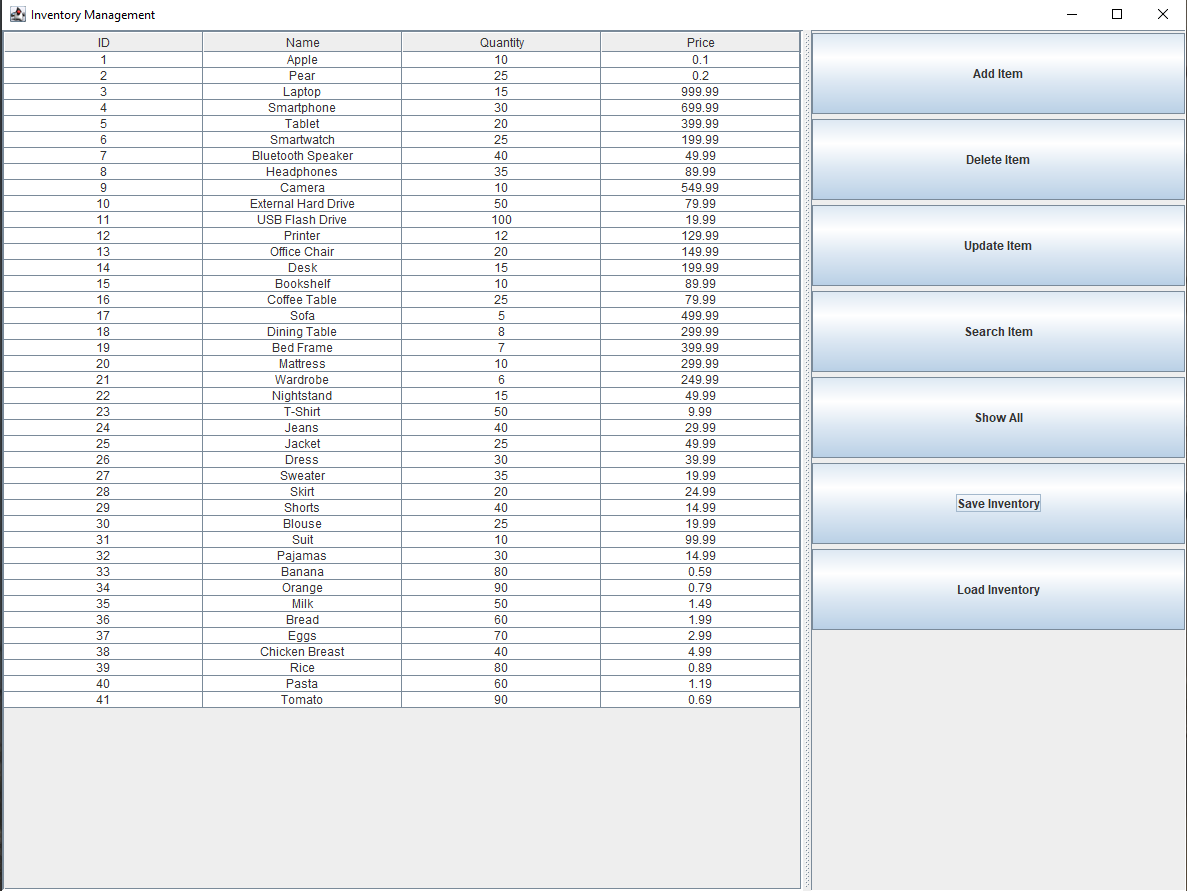 Inventory Management
ID Name Quantity Price
1 Apple 10 0.1
2 Pear 25 0.2
3 Laptop 15 999.99
4 Smartphone 30 699.99
5 Tablet 20 399.99
6 Smartwatch 25 199.99
7 Bluetooth Speaker 40 49.99
8 Headphones 35 89.99
9 Camera 10 549.99
10 External Hard Drive 50 79.99
11 USB Flash Drive 100 19.99
12 Printer 12 129.99
13 Office Chair 20 149.99
14 Desk 15 199.99
15 Bookshelf 10 89.99
16 Coffee Table 25 79.99
17 Sofa 5 499.99
18 Dining Table 8 299.99
19 Bed Frame 7 399.99
20 Mattress 10 299.99
21 Wardrobe 6 249.99
22 Nightstand 15 49.99
23 T-Shirt 50 9.99
24 Jeans 40 29.99
25 Jacket 25 49.99
26 Dress 30 39.99
27 Sweater 35 19.99
28 Skirt 20 24.99
29 Shorts 40 14.99
30 Blouse 25 19.99
31 Suit 10 99.99
32 Pajamas 30 14.99
33 Banana 80 0.59
34 Orange 90 0.79
35 Milk 50 1.49
36 Bread 60 1.99
37 Eggs 70 2.99
38 Chicken Breast 40 4.99
39 Rice 80 0.89
40 Pasta 60 1.19
41 Tomato 90 0.69
Add Item
Delete Item
Update Item
Search Item
Show All
Save Inventory
Load Inventory